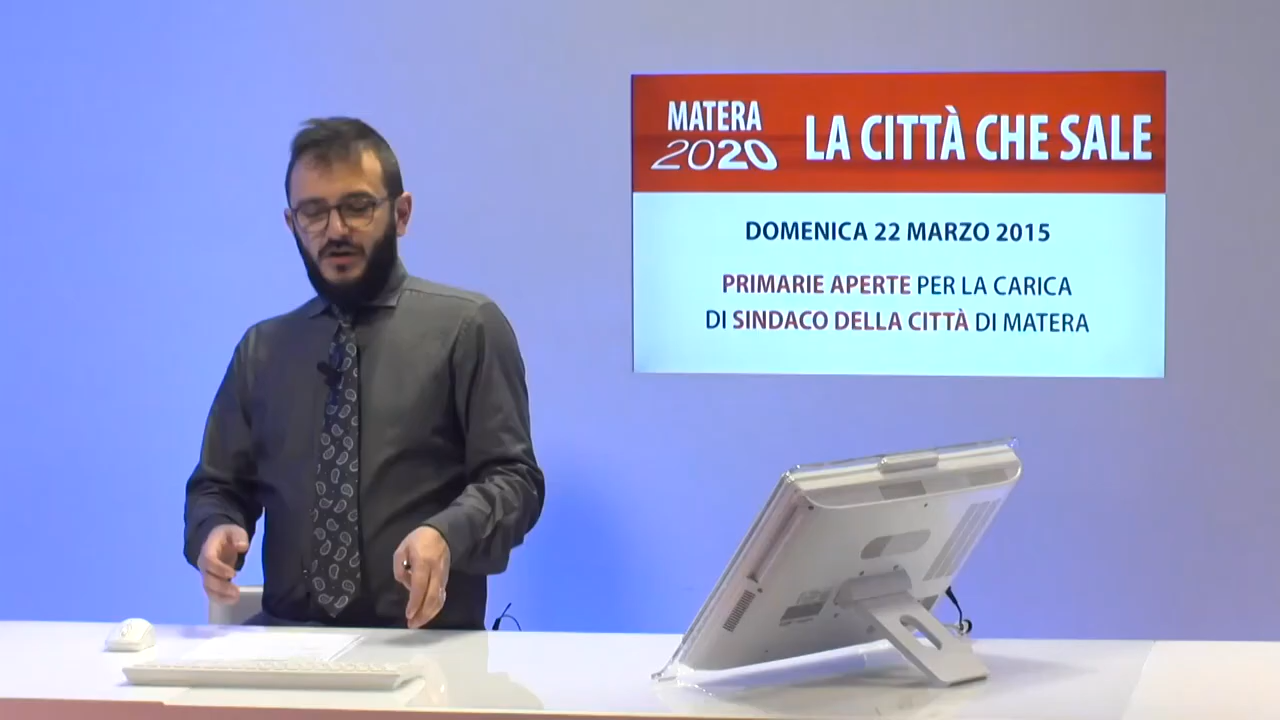 MATERA
2020
LA CITTÀ CHE SALE
DOMENICA 22 MARZO 2015
PRIMARIE APERTE PER LA CARICA
DI SINDACO DELLA CITTÀ DI MATERA